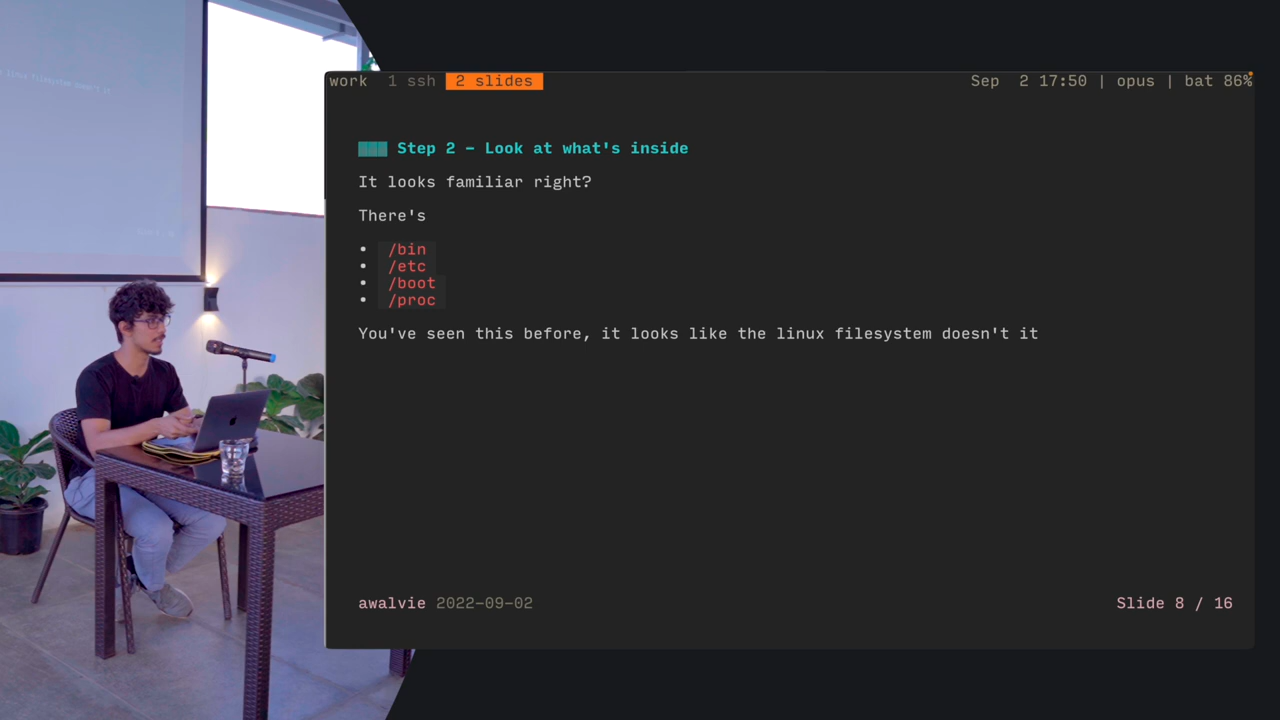 work 1 ssh 2 slides Sep 2 17:50 | opus | bat 86%
Step 2 – Look at what's inside
It looks familiar right?
There's
• /bin
• /etc
• /boot
• /proc
You've seen this before, it looks like the linux filesystem doesn't it
awalvie 2022-09-02 Slide 8 / 16